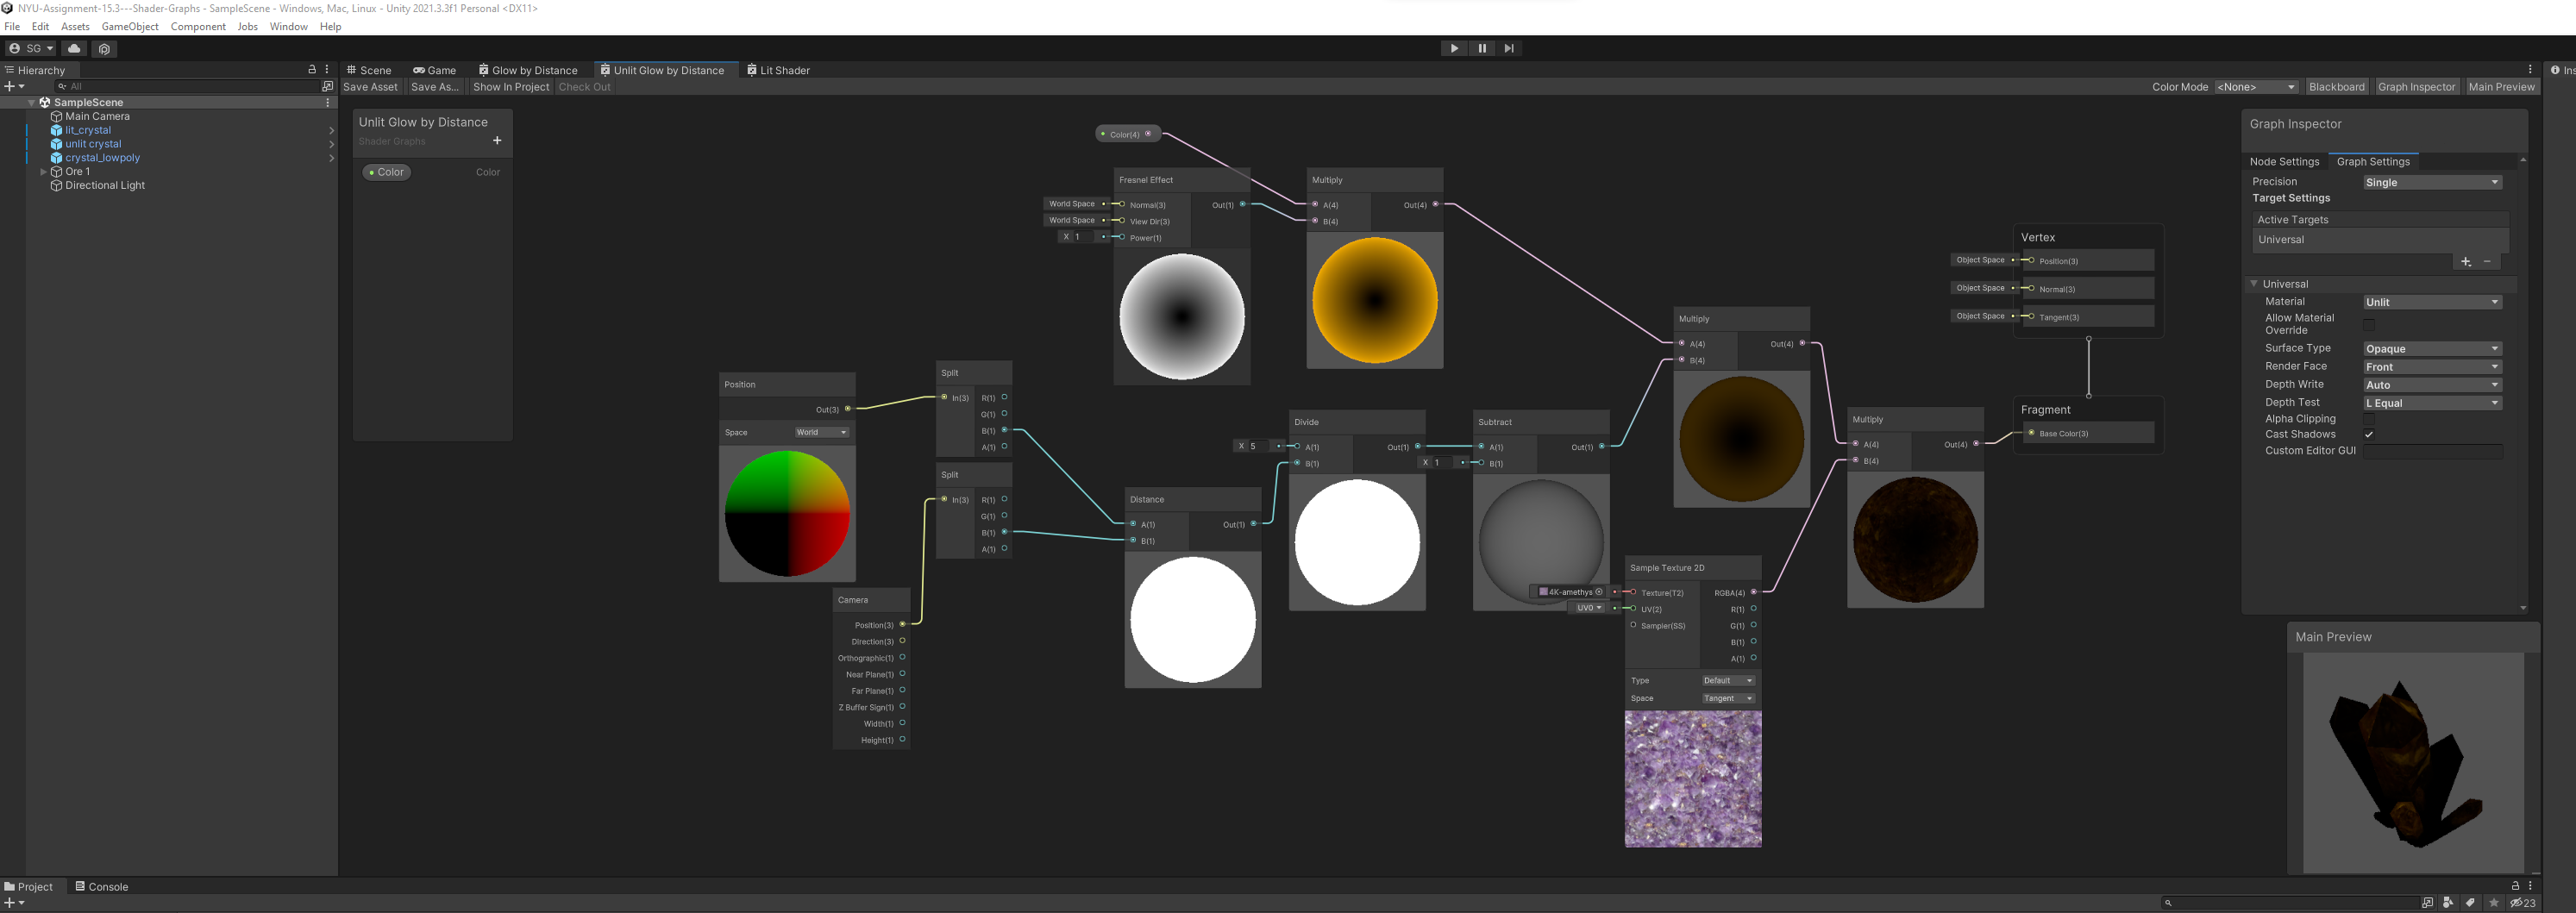 NYU-Assignment-15.3---Shader-Graphs - SampleScene - Windows, Mac, Linux - Unity 2021.3.3f1 Personal <DX11>
File Edit Assets GameObject Component Jobs Window Help
SG
Hierarchy
All
SampleScene
Main Camera
lit_crystal
unlit crystal
crystal_lowpoly
Ore 1
Directional Light
Scene Game Glow by Distance Unlit Glow by Distance Lit Shader
Save Asset Save As... Show In Project Check Out
Color Mode <None> Blackboard Graph Inspector Main Preview
Ins
Unlit Glow by Distance
Shader Graphs
Color Color
Color(4)
Fresnel Effect
World Space Normal(3) Out(1)
World Space View Dir(3)
X 1 Power(1)
Multiply
A(4) Out(4)
B(4)
Position
Out(3)
Space World
Split
In(3) R(1)
G(1)
B(1)
A(1)
Split
In(3) R(1)
G(1)
B(1)
A(1)
Camera
Position(3)
Direction(3)
Orthographic(1)
Near Plane(1)
Far Plane(1)
Z Buffer Sign(1)
Width(1)
Height(1)
Distance
A(1) Out(1)
B(1)
Divide
X 5 A(1) Out(1)
B(1)
Subtract
A(1) Out(1)
X 1 B(1)
Multiply
A(4) Out(4)
B(4)
Sample Texture 2D
4K-amethys Texture(T2) RGBA(4)
UV0 UV(2) R(1)
Sampler(SS) G(1)
B(1)
A(1)
Type Default
Space Tangent
Multiply
A(4) Out(4)
B(4)
Vertex
Object Space Position(3)
Object Space Normal(3)
Object Space Tangent(3)
Fragment
Base Color(3)
Graph Inspector
Node Settings Graph Settings
Precision Single
Target Settings
Active Targets
Universal
Universal
Material Unlit
Allow Material
Override
Surface Type Opaque
Render Face Front
Depth Write Auto
Depth Test L Equal
Alpha Clipping
Cast Shadows
Custom Editor GUI
Main Preview
Project Console
23